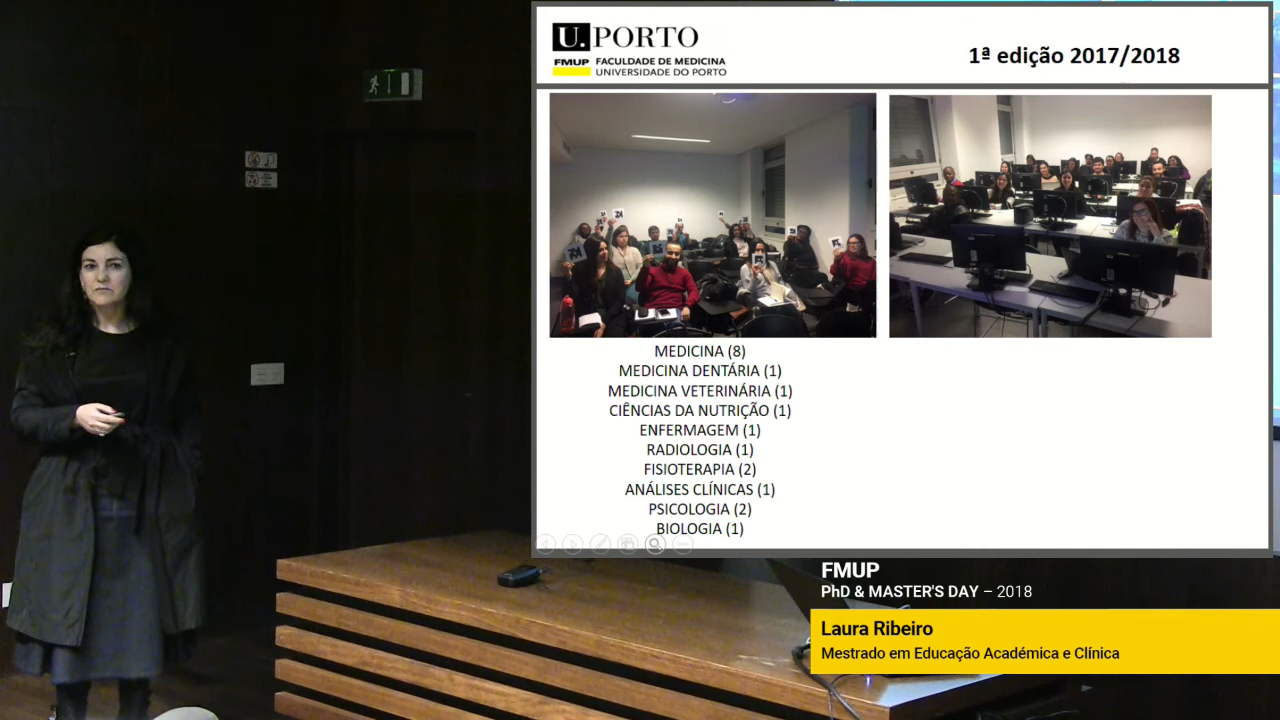 U.PORTO
FMUP FACULDADE DE MEDICINA
UNIVERSIDADE DO PORTO
1ª edição 2017/2018
MEDICINA (8)
MEDICINA DENTÁRIA (1)
MEDICINA VETERINÁRIA (1)
CIÊNCIAS DA NUTRIÇÃO (1)
ENFERMAGEM (1)
RADIOLOGIA (1)
FISIOTERAPIA (2)
ANÁLISES CLÍNICAS (1)
PSICOLOGIA (2)
BIOLOGIA (1)
FMUP
PhD & MASTER'S DAY – 2018
Laura Ribeiro
Mestrado em Educação Académica e Clínica